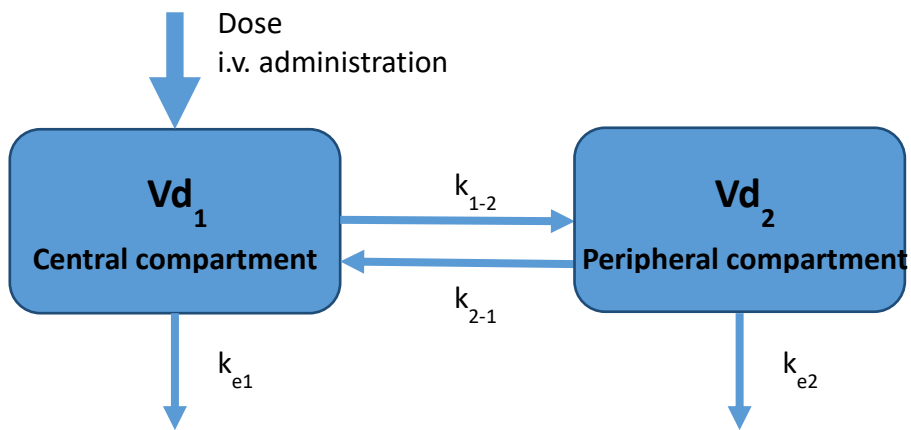 Dose
i.v. administration
Vd₁
Central compartment
k₁₋₂
k₂₋₁
Vd₂
Peripheral compartment
kₑ₁
kₑ₂